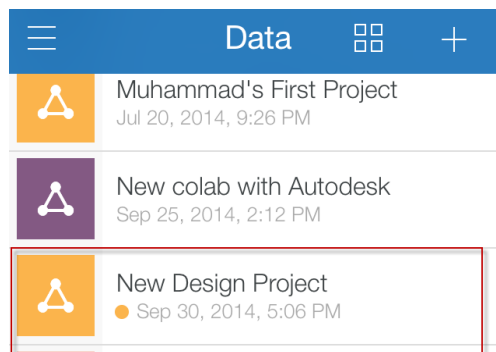 Data
Muhammad's First Project
Jul 20, 2014, 9:26 PM
New colab with Autodesk
Sep 25, 2014, 2:12 PM
New Design Project
Sep 30, 2014, 5:06 PM